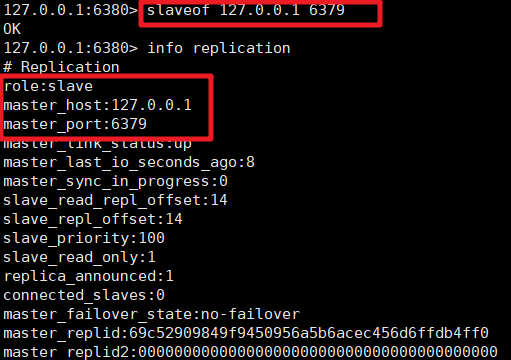 127.0.0.1:6380> slaveof 127.0.0.1 6379
OK
127.0.0.1:6380> info replication
# Replication
role:slave
master_host:127.0.0.1
master_port:6379
master_link_status:up
master_last_io_seconds_ago:8
master_sync_in_progress:0
slave_read_repl_offset:14
slave_repl_offset:14
slave_priority:100
slave_read_only:1
replica_announced:1
connected_slaves:0
master_failover_state:no-failover
master_replid:69c52909849f9450956a5b6acec456d6ffdb4ff0
master_replid2:0000000000000000000000000000000000000000